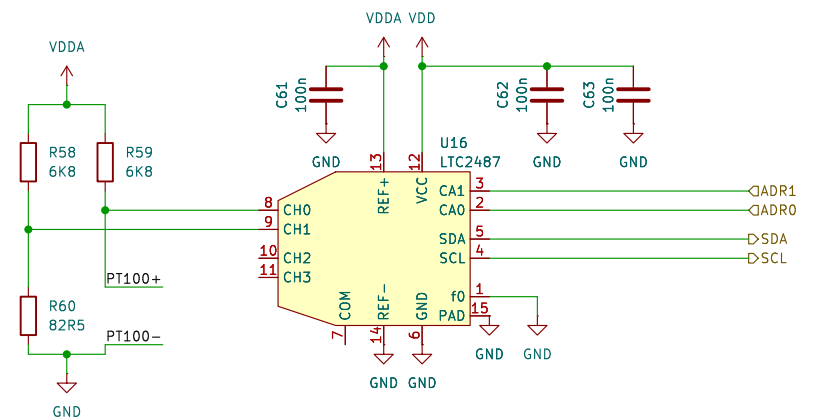 VDDA VDD
VDDA
C61
100n
C62
100n
C63
100n
GND
GND
GND
U16
LTC2487
R58
6K8
R59
6K8
13
12
REF+
VCC
CA1
3
ADR1
8
CH0
CA0
2
ADR0
9
CH1
SDA
5
SDA
10
CH2
SCL
4
SCL
11
CH3
PT100+
R60
82R5
COM
REF-
GND
f0
1
PAD
15
PT100-
7
14
6
GND
GND
GND
GND
GND